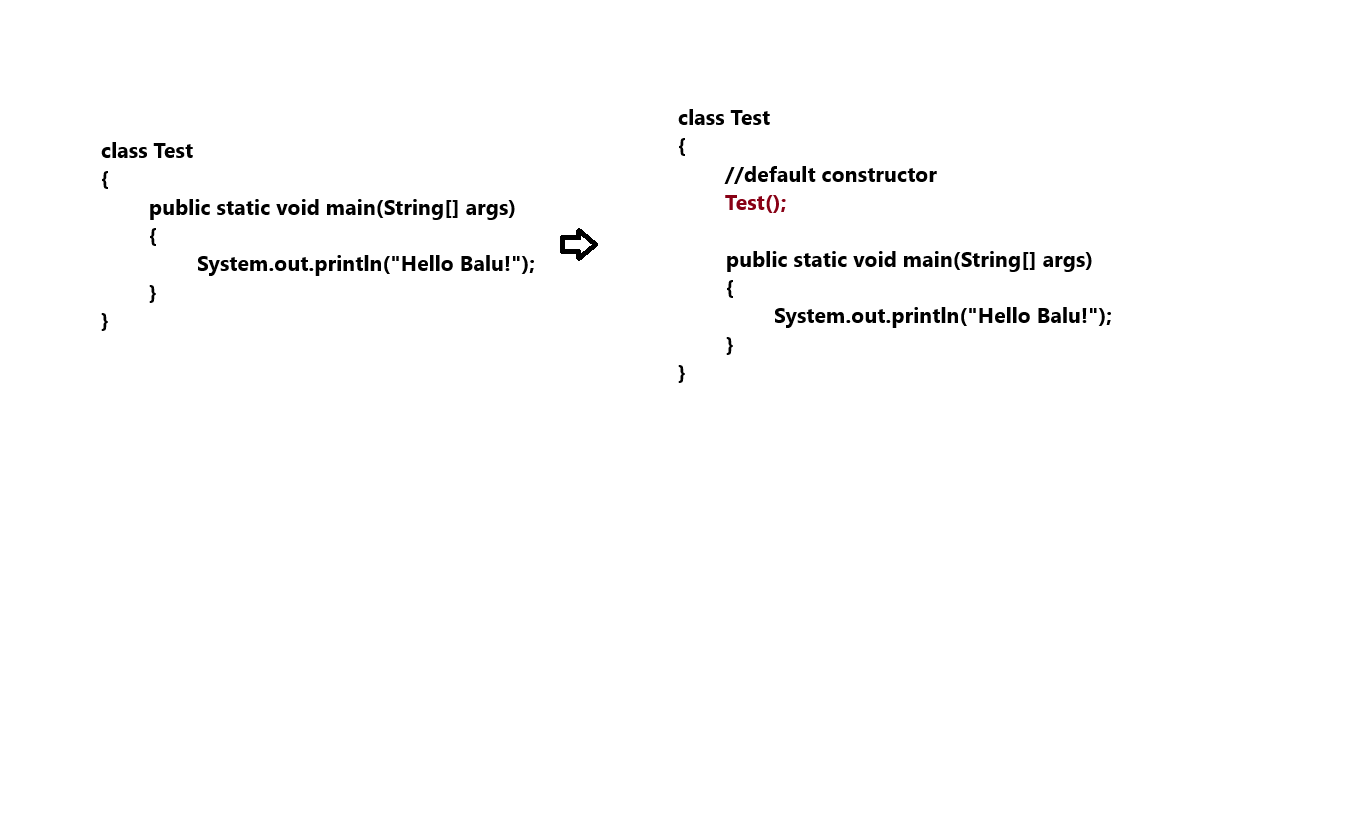 class Test
{
public static void main(String[] args)
{
System.out.println("Hello Balu!");
}
}
class Test
{
//default constructor
Test();
public static void main(String[] args)
{
System.out.println("Hello Balu!");
}
}